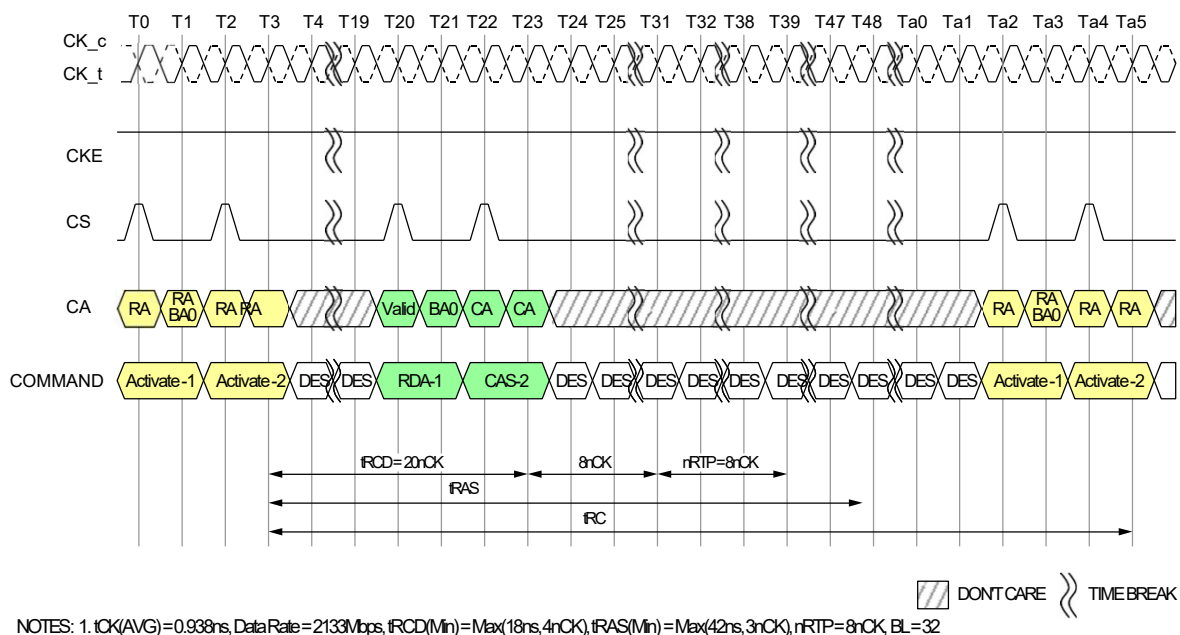 T0 T1 T2 T3 T4 T19 T20 T21 T22 T23 T24 T25 T31 T32 T38 T39 T47 T48 Ta0 Ta1 Ta2 Ta3 Ta4 Ta5
CK_c
CK_t
CKE
CS
CA RA RA BA0 RA RA Valid BA0 CA CA RA RA BA0 RA RA
COMMAND Activate-1 Activate-2 DES DES RDA-1 CAS-2 DES DES DES DES DES DES DES DES DES DES Activate-1 Activate-2
tRCD = 20nCK 8nCK nRTP = 8nCK
tRAS
tRC
DON'T CARE TIME BREAK
NOTES: 1. tCK(AVG) = 0.938ns, Data Rate = 2133Mbps, tRCD(Min) = Max(18ns, 4nCK), tRAS(Min) = Max(42ns, 3nCK), nRTP = 8nCK, BL = 32